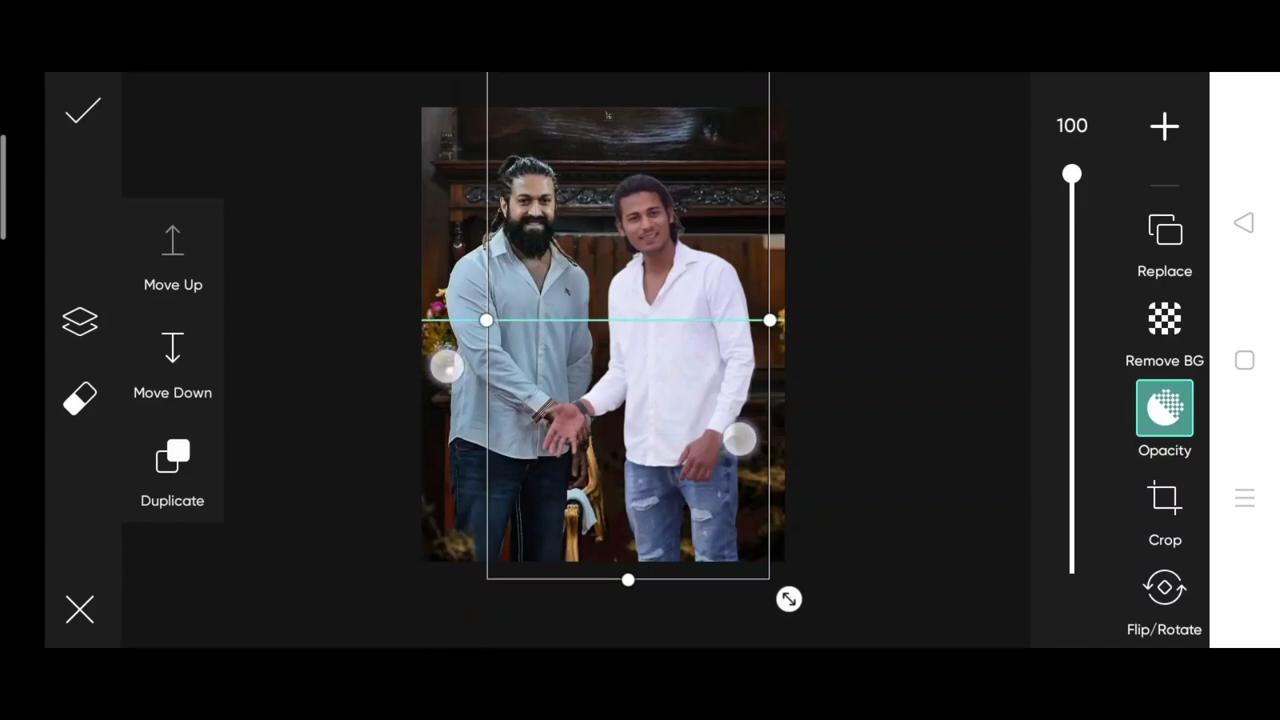 100
Move Up
Move Down
Duplicate
Replace
Remove BG
Opacity
Crop
Flip/Rotate